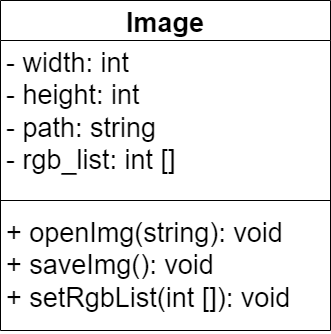 Image
- width: int
- height: int
- path: string
- rgb_list: int []
+ openImg(string): void
+ saveImg(): void
+ setRgbList(int []): void